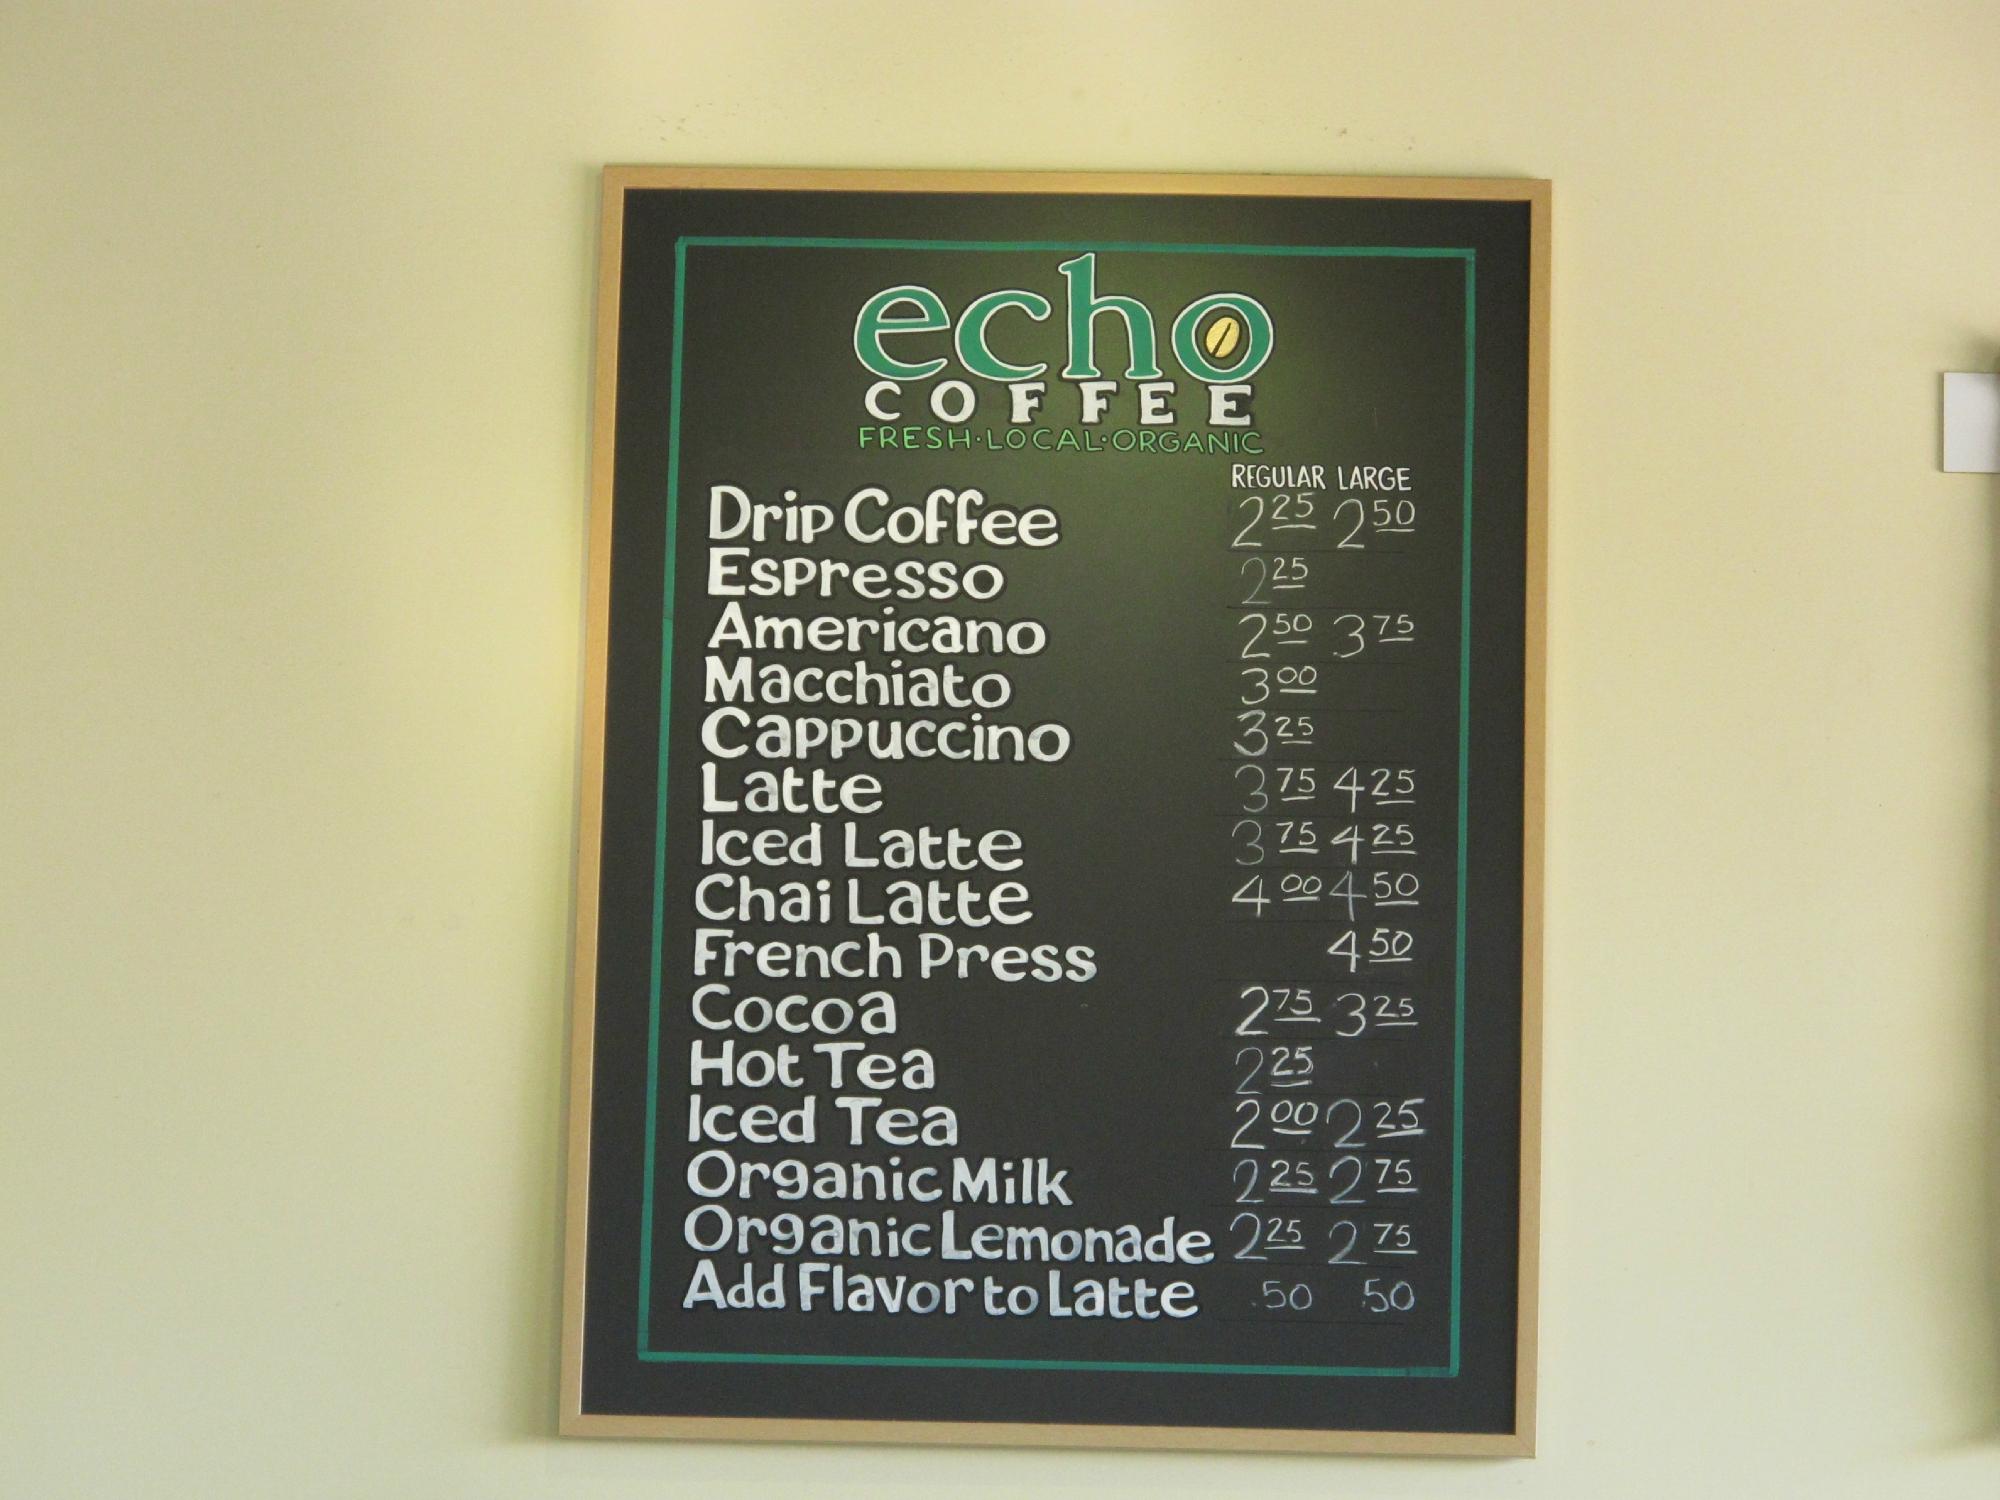 echo
COFFEE
FRESH·LOCAL·ORGANIC
REGULAR LARGE
Drip Coffee 2 25 2 50
Espresso 2 25
Americano 2 50 3 75
Macchiato 3 00
Cappuccino 3 25
Latte 3 75 4 25
Iced Latte 3 75 4 25
Chai Latte 4 00 4 50
French Press 4 50
Cocoa 2 75 3 25
Hot Tea 2 25
Iced Tea 2 00 2 25
Organic Milk 2 25 2 75
Organic Lemonade 2 25 2 75
Add Flavor to Latte .50 .50